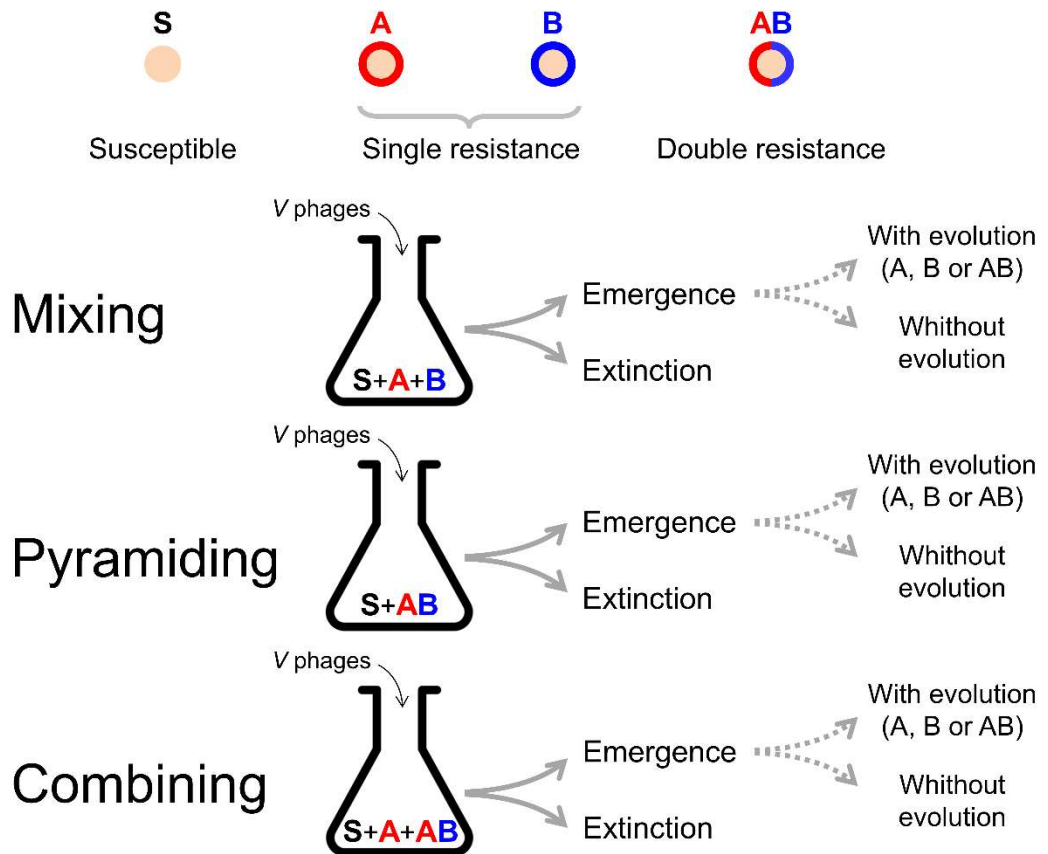 S A B AB
Susceptible Single resistance Double resistance
V phages
Mixing
S+A+B
Emergence
Extinction
With evolution
(A, B or AB)
Whithout
evolution
V phages
Pyramiding
S+AB
Emergence
Extinction
With evolution
(A, B or AB)
Whithout
evolution
V phages
Combining
S+A+AB
Emergence
Extinction
With evolution
(A, B or AB)
Whithout
evolution